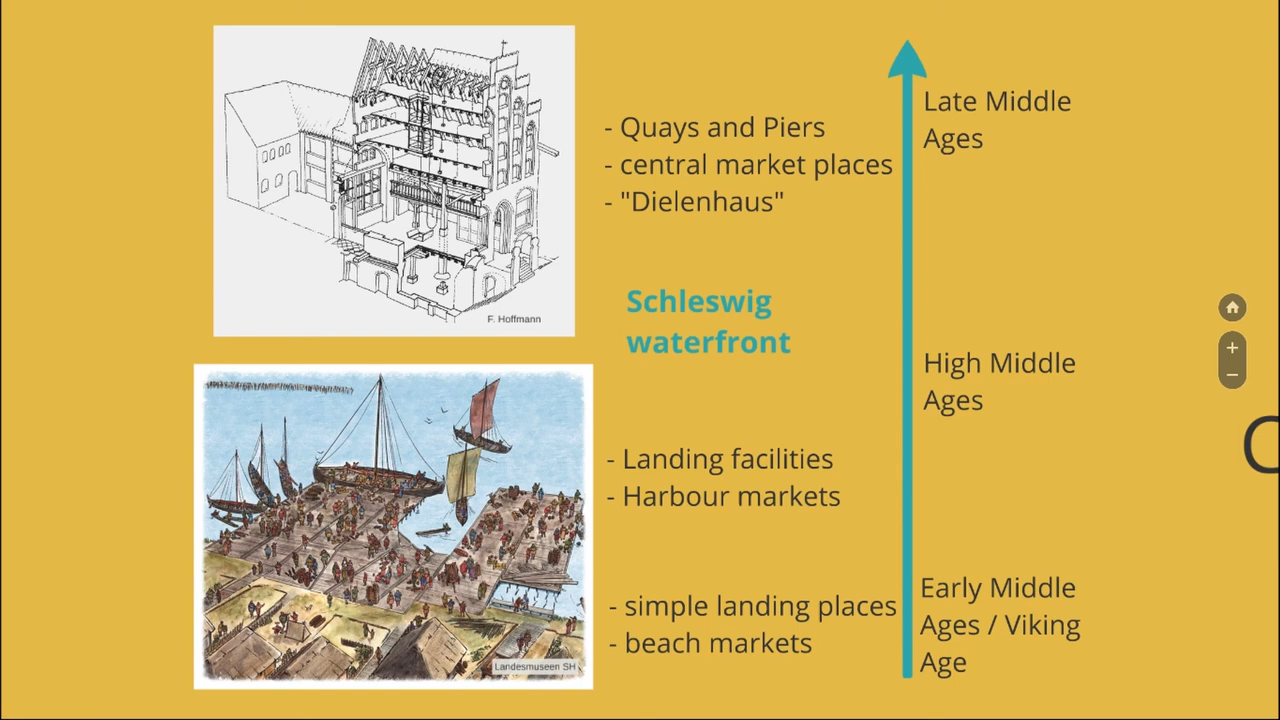 Late Middle
Ages
- Quays and Piers
- central market places
- "Dielenhaus"
F. Hoffmann
Schleswig
waterfront
High Middle
Ages
- Landing facilities
- Harbour markets
Early Middle
Ages / Viking
Age
- simple landing places
- beach markets
Landesmuseen SH